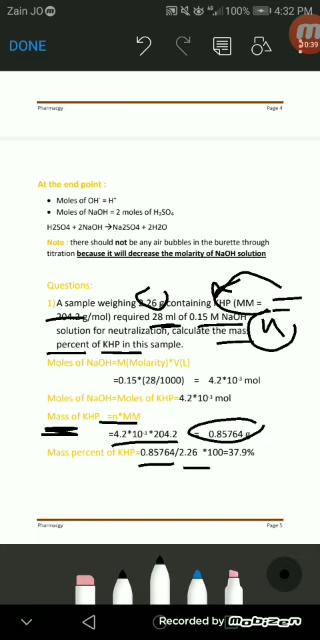 Zain JO 100% 4:32 PM
DONE
0:39
Pharmacgy Page 4
At the end point :
• Moles of OH- = H+
• Moles of NaOH = 2 moles of H2SO4
H2SO4 + 2NaOH →Na2SO4 + 2H2O
Note : there should not be any air bubbles in the burette through
titration because it will decrease the molarity of NaOH solution
Questions:
1) A sample weighing 2.26 g containing KHP (MM =
204.2 g/mol) required 28 ml of 0.15 M NaOH
solution for neutralization, calculate the mass
percent of KHP in this sample.
n
Moles of NaOH=M(Molarity)*V(L)
=0.15*(28/1000) = 4.2*10-3 mol
Moles of NaOH=Moles of KHP=4.2*10-3 mol
Mass of KHP =n*MM
=4.2*10-3 *204.2 = 0.85764 g
Mass percent of KHP=0.85764/2.26 *100=37.9%
Pharmacgy Page 5
Recorded by Mobizen